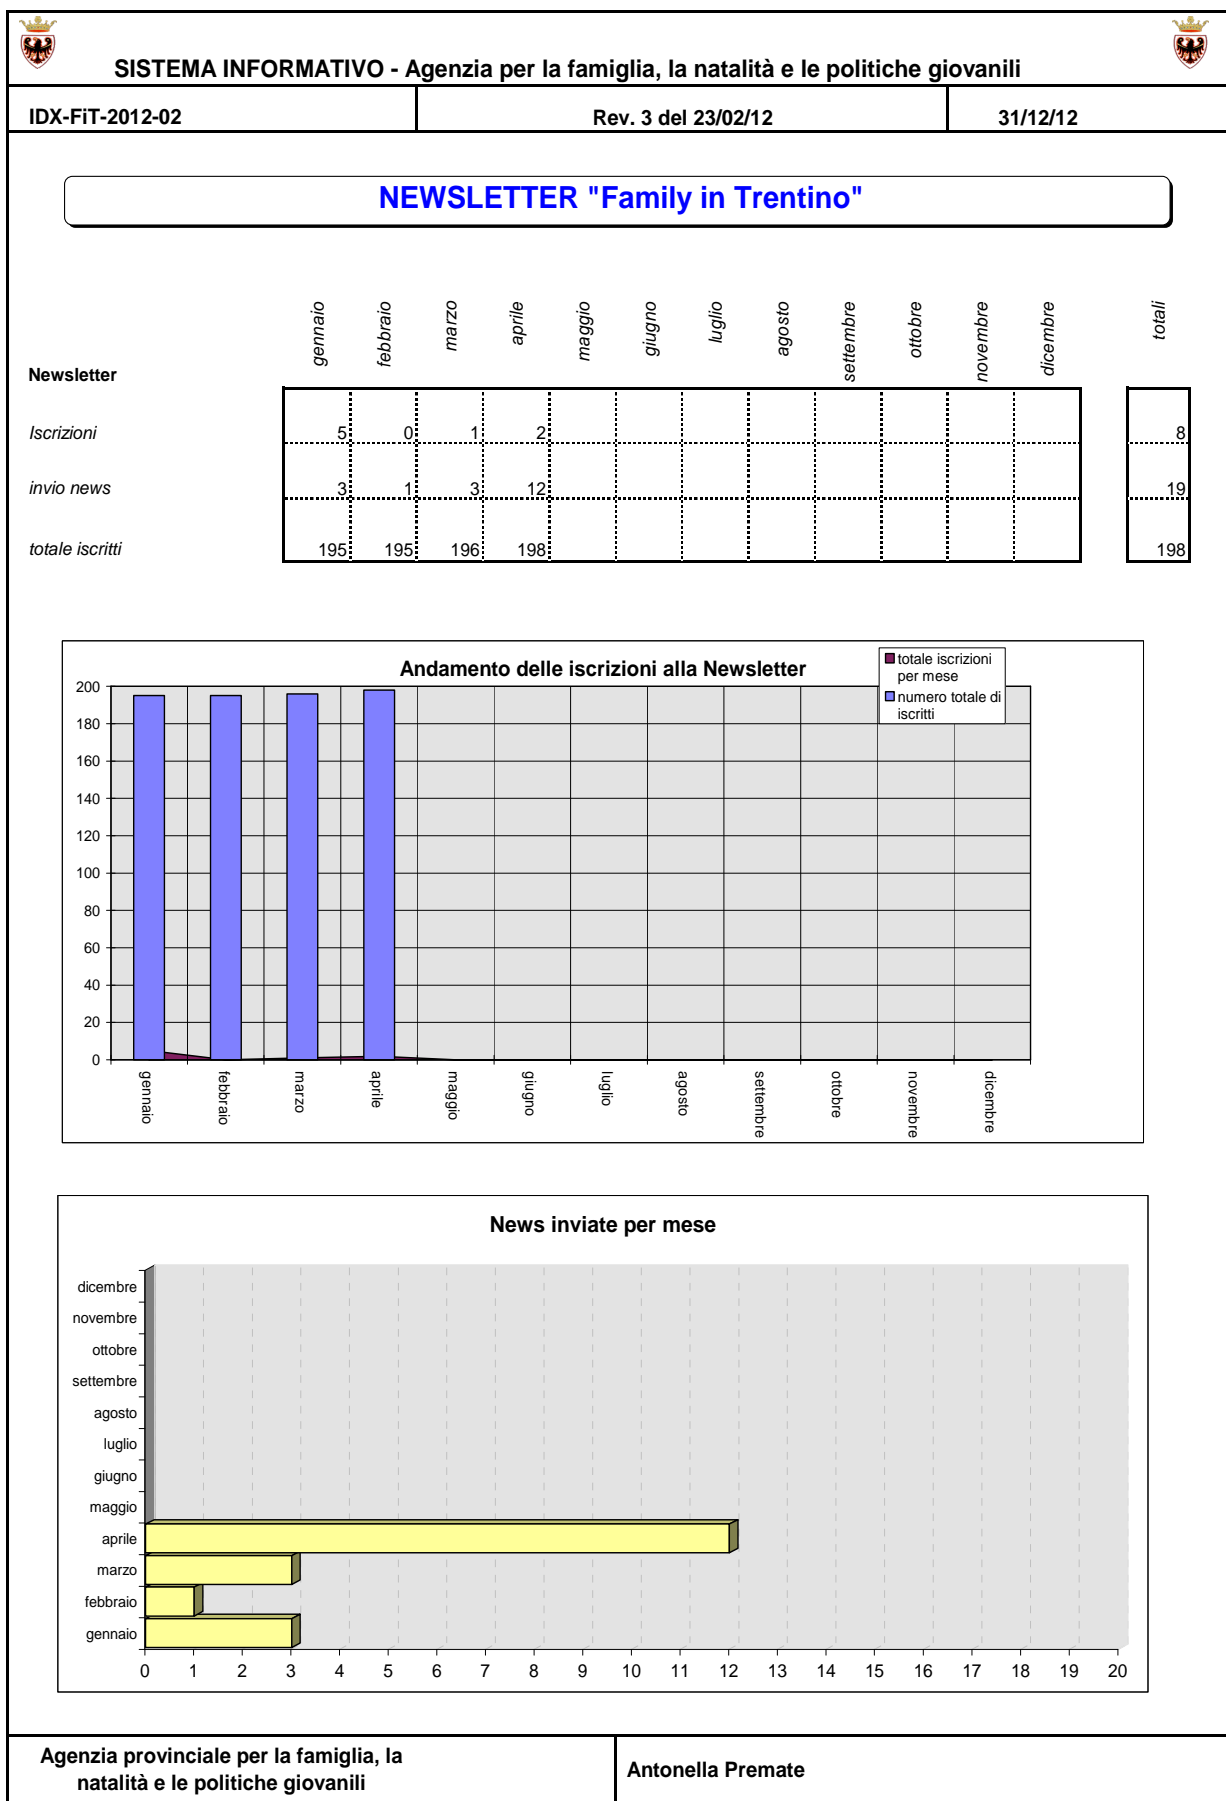 SISTEMA INFORMATIVO - Agenzia per la famiglia, la natalità e le politiche giovanili
IDX-FiT-2012-02 Rev. 3 del 23/02/12 31/12/12
NEWSLETTER "Family in Trentino"
Newsletter gennaio febbraio marzo aprile maggio giugno luglio agosto settembre ottobre novembre dicembre totali
Iscrizioni 5 0 1 2 8
invio news 3 1 3 12 19
totale iscritti 195 195 196 198 198
Andamento delle iscrizioni alla Newsletter
totale iscrizioni
per mese
numero totale di
iscritti
200
180
160
140
120
100
80
60
40
20
0
gennaio febbraio marzo aprile maggio giugno luglio agosto settembre ottobre novembre dicembre
News inviate per mese
dicembre
novembre
ottobre
settembre
agosto
luglio
giugno
maggio
aprile
marzo
febbraio
gennaio
0 1 2 3 4 5 6 7 8 9 10 11 12 13 14 15 16 17 18 19 20
Agenzia provinciale per la famiglia, la
natalità e le politiche giovanili
Antonella Premate